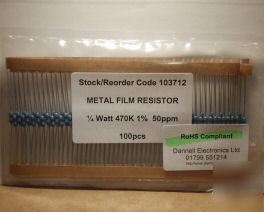 Stock/Reorder Code 103712
METAL FILM RESISTOR
¼ Watt 470K 1% 50ppm
100pcs
RoHS Compliant
Dannell Electronics Ltd
01799 551214